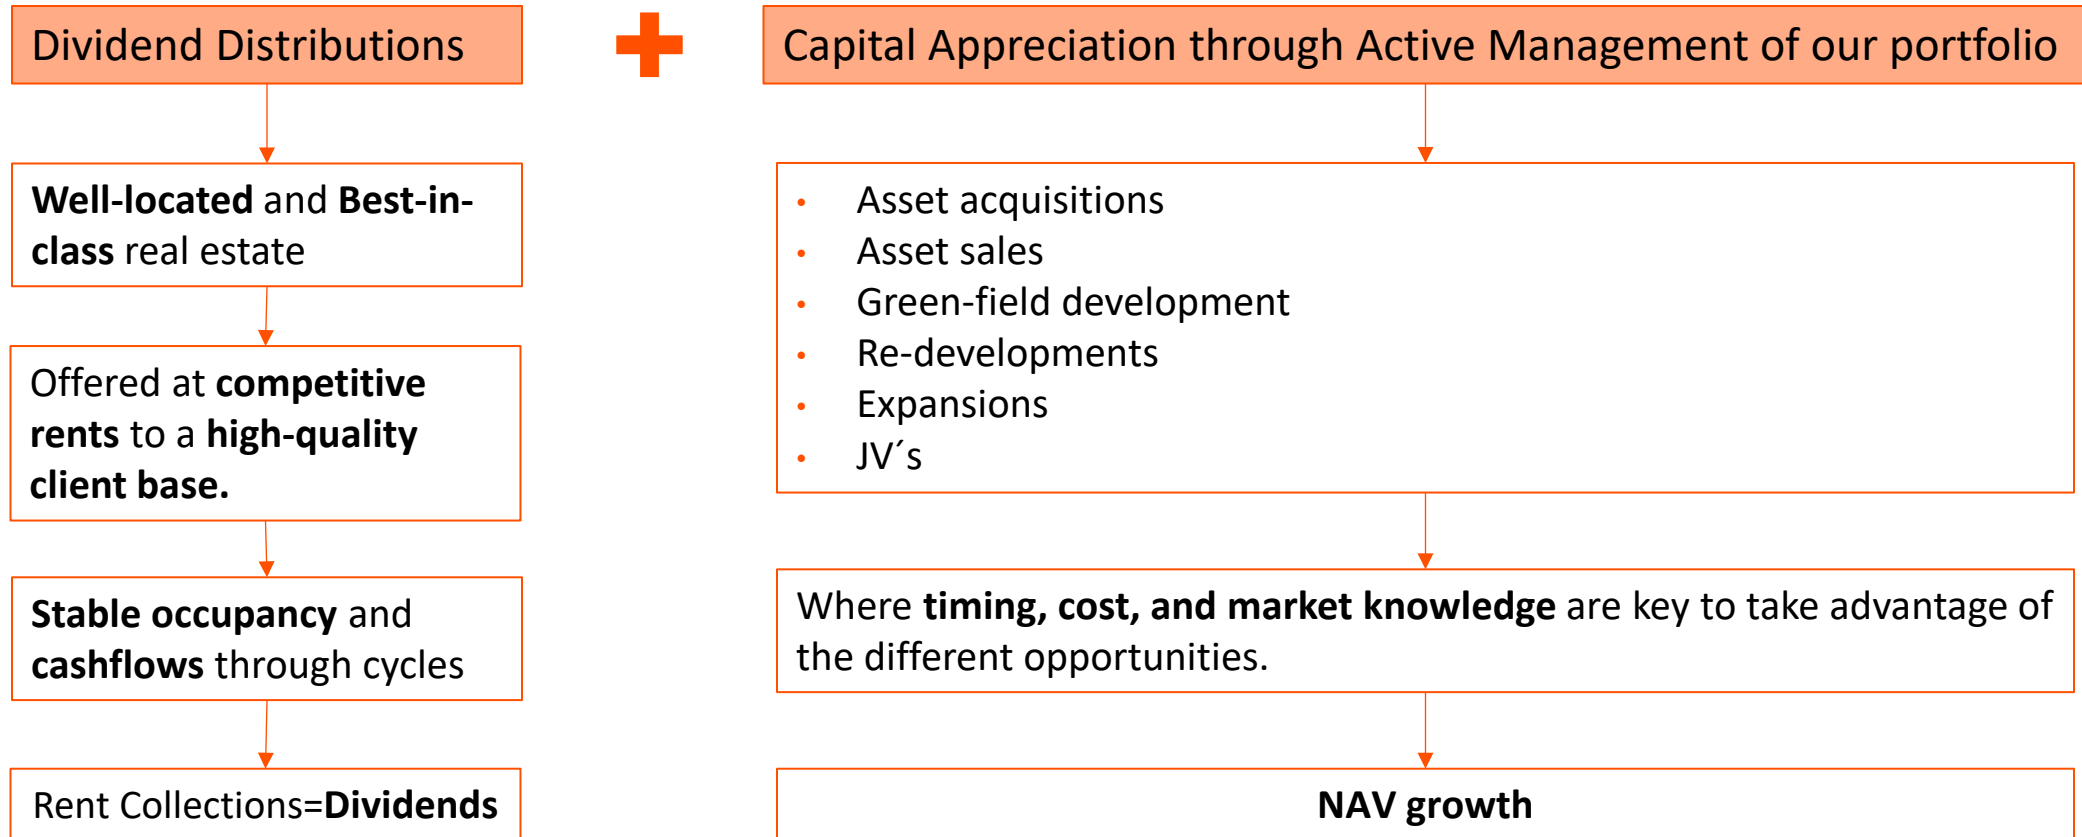 Dividend Distributions
Well-located and Best-in-
class real estate
Offered at competitive
rents to a high-quality
client base.
Stable occupancy and
cashflows through cycles
Rent Collections=Dividends
Capital Appreciation through Active Management of our portfolio
• Asset acquisitions
• Asset sales
• Green-field development
• Re-developments
• Expansions
• JV´s
Where timing, cost, and market knowledge are key to take advantage of
the different opportunities.
NAV growth